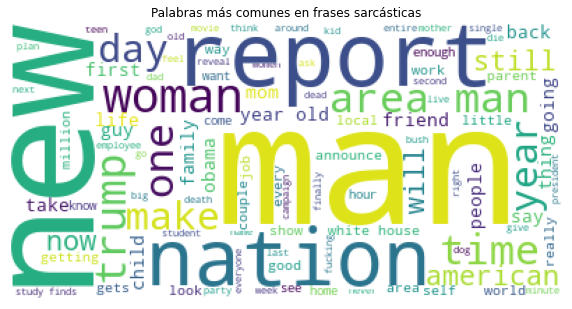 Palabras más comunes en frases sarcásticas
new
report
man
nation
woman
day
area
man
still
one
trump
make
time
year
will
american
now
year old
life
mom
guy
family
obama
friend
people
thing
going
back
say
really
first
way
want
work
enough
parent
come
local
little
announce
couple
job
every
campaign
hour
bush
finally
show
white house
good
last
fucking
child
take
know
getting
gets
big
death
student
look
party
week
see
home
never
area
self
world
minute
study finds
everyone
name
dog
right
give
president
million
employee
go
plan
next
teen
god
old
feel
dad
movie
reveal
women
think
ask
around
dead
kid
live
entire
mother
second
single
die